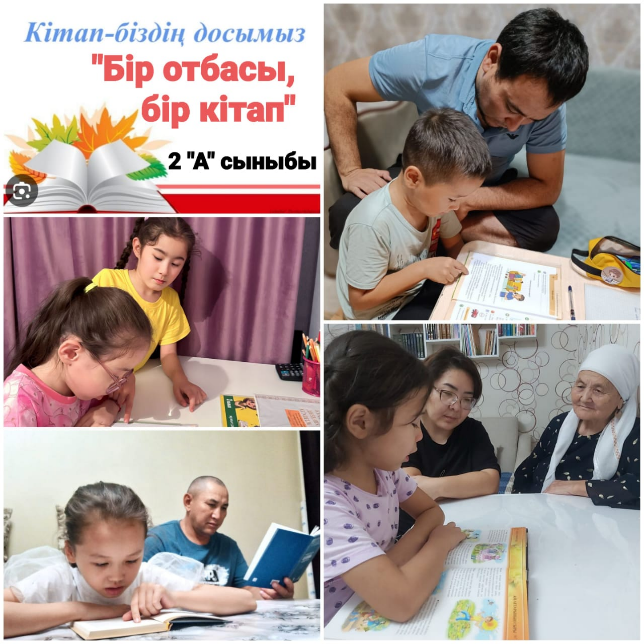 Кітап-біздің досымыз
"Бір отбасы,
бір кітап"
2 "А" сыныбы